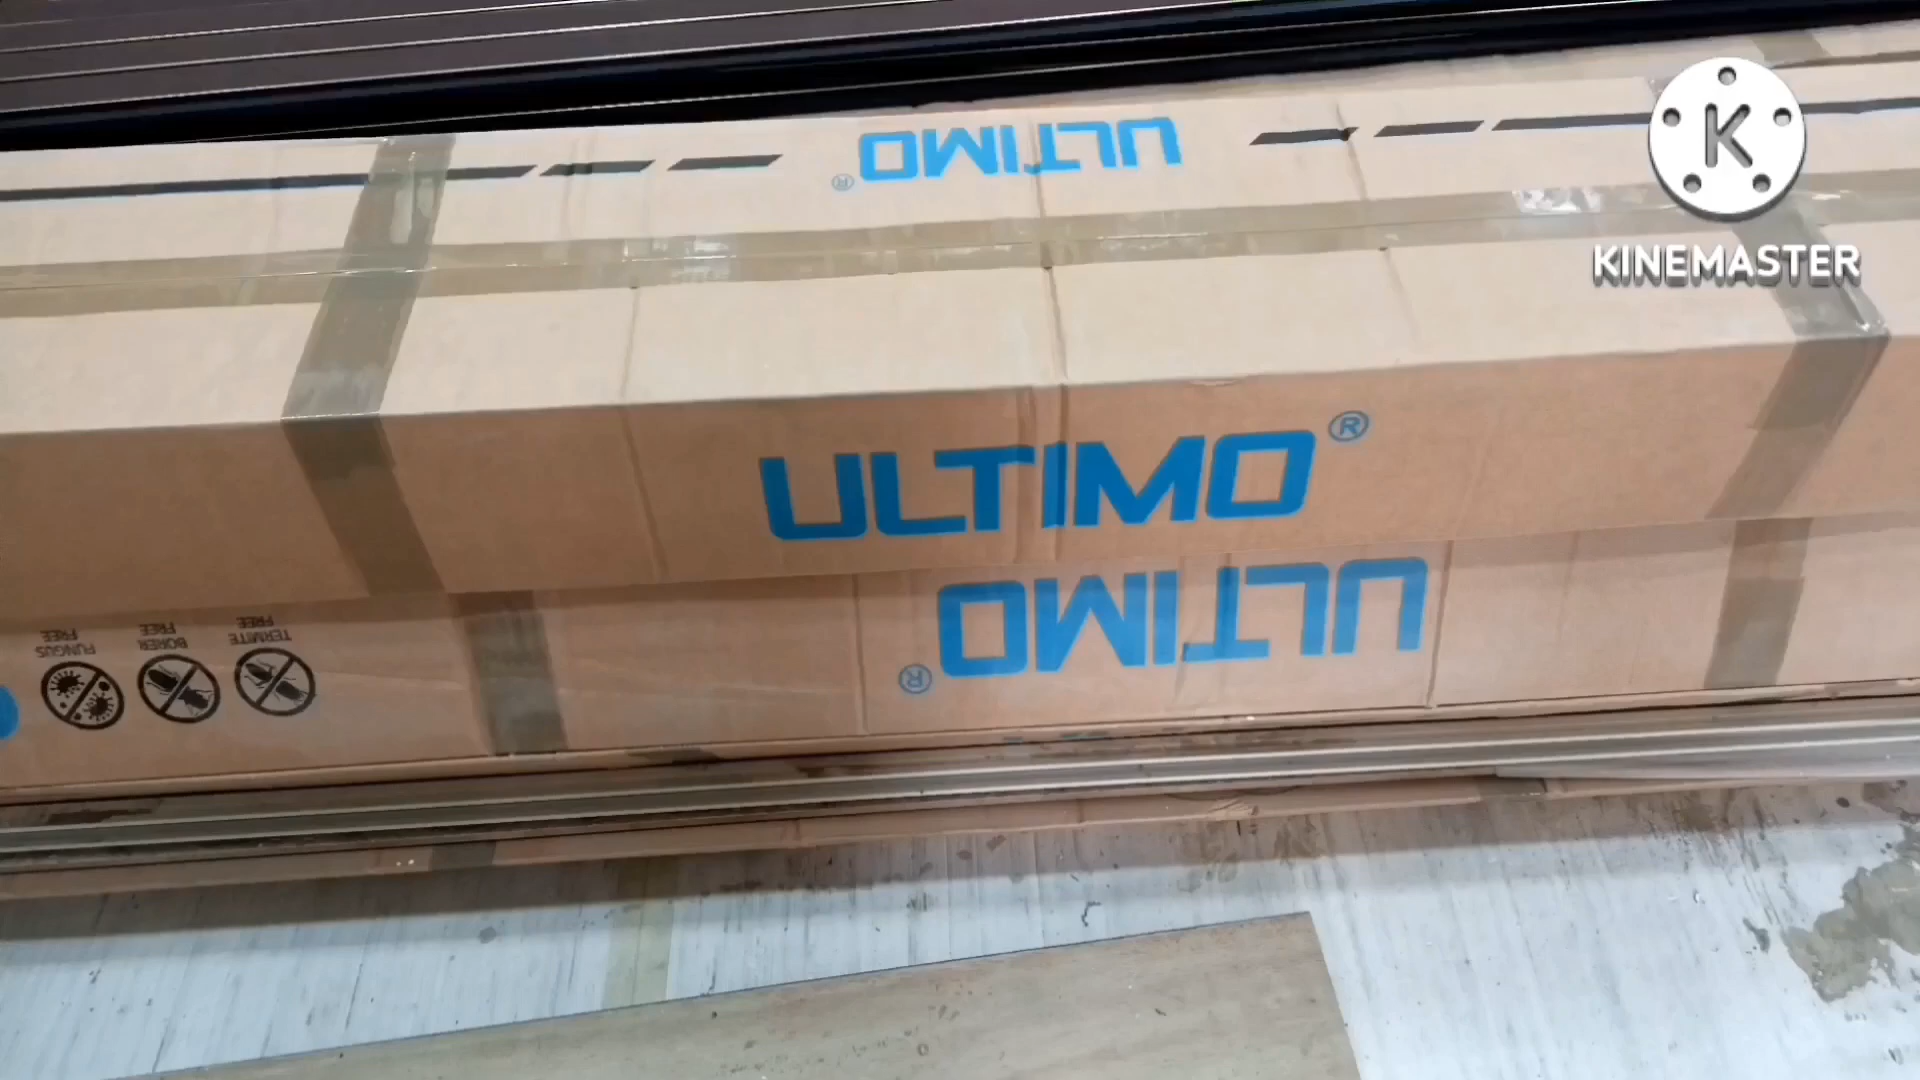 ULTIMO ®
K
KINEMASTER
ULTIMO ®
ULTIMO ®
FUNGUS
FREE
BORER
FREE
TERMITE
FREE